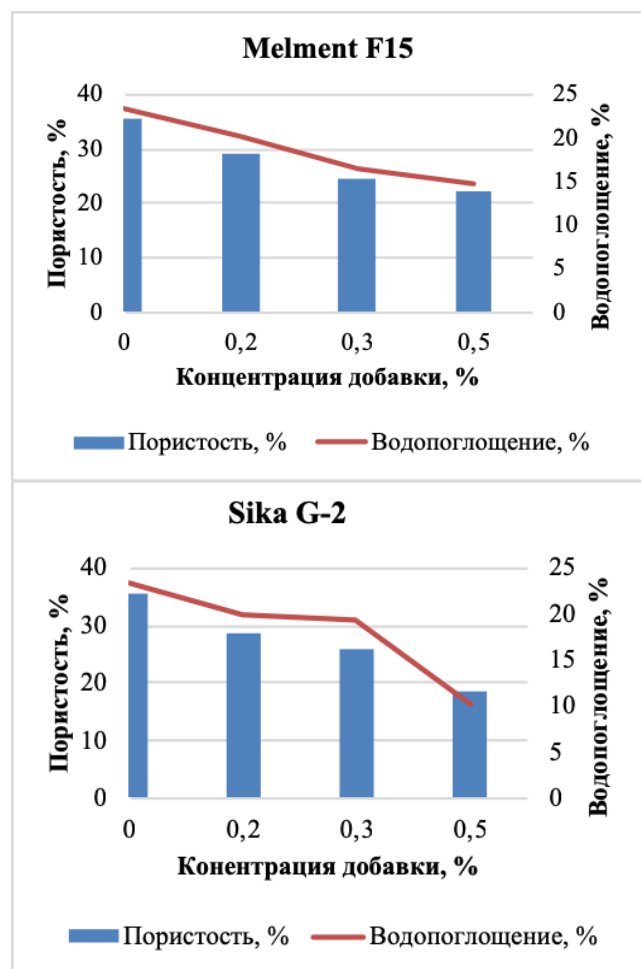 Melment F15
Пористость, %
40
30
20
10
0
25
20
15
10
5
0
Водопоглощение, %
0 0,2 0,3 0,5
Концентрация добавки, %
Пористость, % Водопоглощение, %
Sika G-2
Пористость, %
40
30
20
10
0
25
20
15
10
5
0
Водопоглощение, %
0 0,2 0,3 0,5
Конентрация добавки, %
Пористость, % Водопоглощение, %